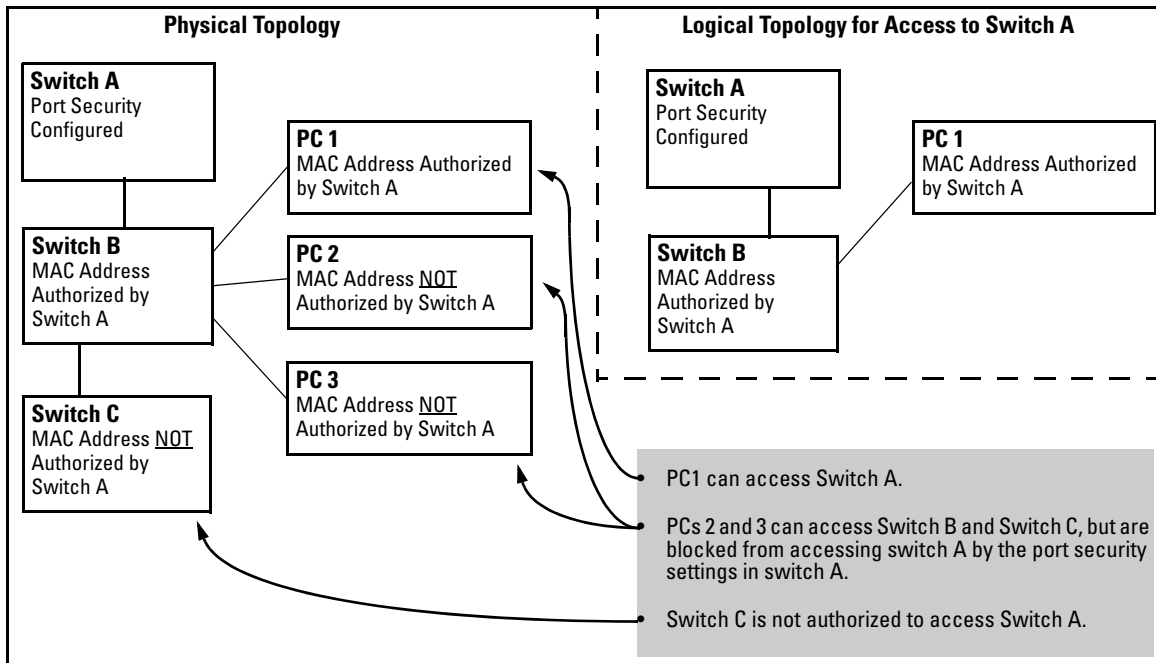 Physical Topology
Switch A
Port Security
Configured
PC 1
MAC Address Authorized
by Switch A
Switch B
MAC Address
Authorized by
Switch A
PC 2
MAC Address NOT
Authorized by Switch A
PC 3
MAC Address NOT
Authorized by Switch A
Switch C
MAC Address NOT
Authorized by
Switch A
Logical Topology for Access to Switch A
Switch A
Port Security
Configured
PC 1
MAC Address Authorized
by Switch A
Switch B
MAC Address
Authorized by
Switch A
• PC1 can access Switch A.
• PCs 2 and 3 can access Switch B and Switch C, but are
blocked from accessing switch A by the port security
settings in switch A.
• Switch C is not authorized to access Switch A.